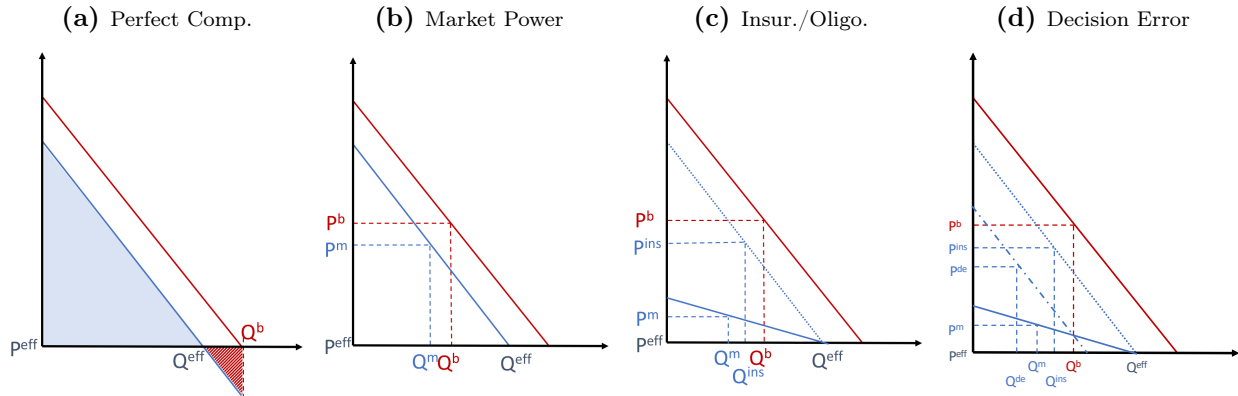 (a) Perfect Comp.
P^eff
Q^eff
Q^b
(b) Market Power
P^b
P^m
P^eff
Q^m
Q^b
Q^eff
(c) Insur./Oligo.
P^b
P^ins
P^m
P^eff
Q^m
Q^b
Q^eff
Q^ins
(d) Decision Error
P^b
P^ins
P^de
P^m
P^eff
Q^m
Q^b
Q^eff
Q^de
Q^ins